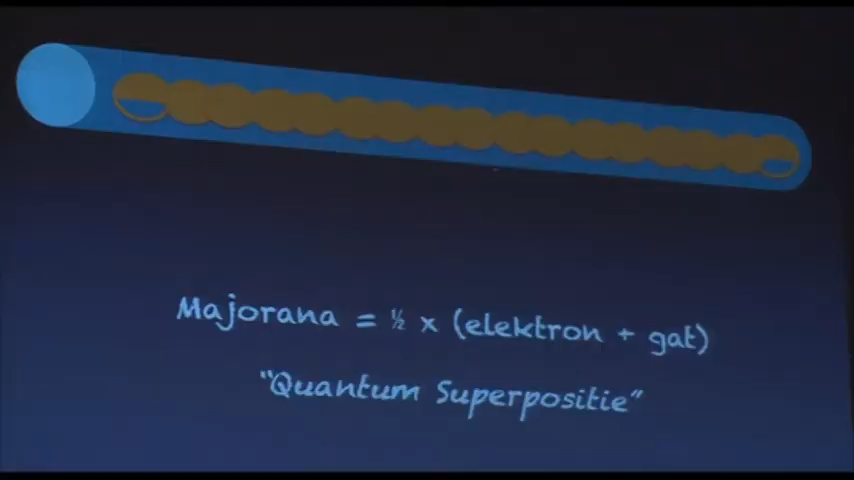 Majorana = ½ x (elektron + gat)
"Quantum Superpositie"